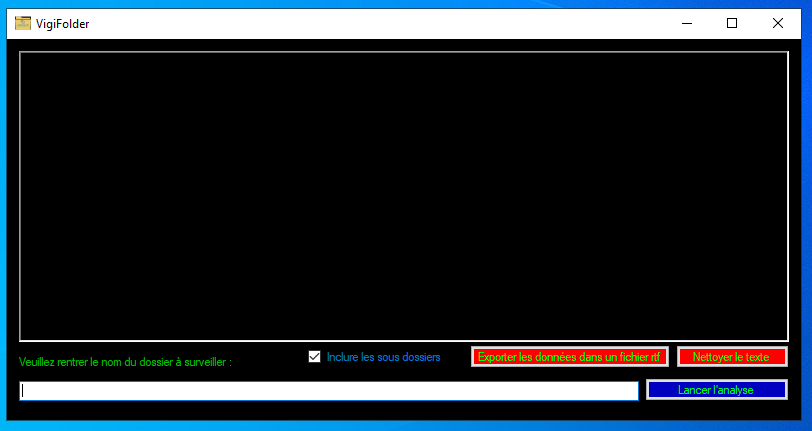 VigiFolder
Veuillez rentrer le nom du dossier à surveiller :
Inclure les sous dossiers
Exporter les données dans un fichier rtf
Nettoyer le texte
Lancer l'analyse